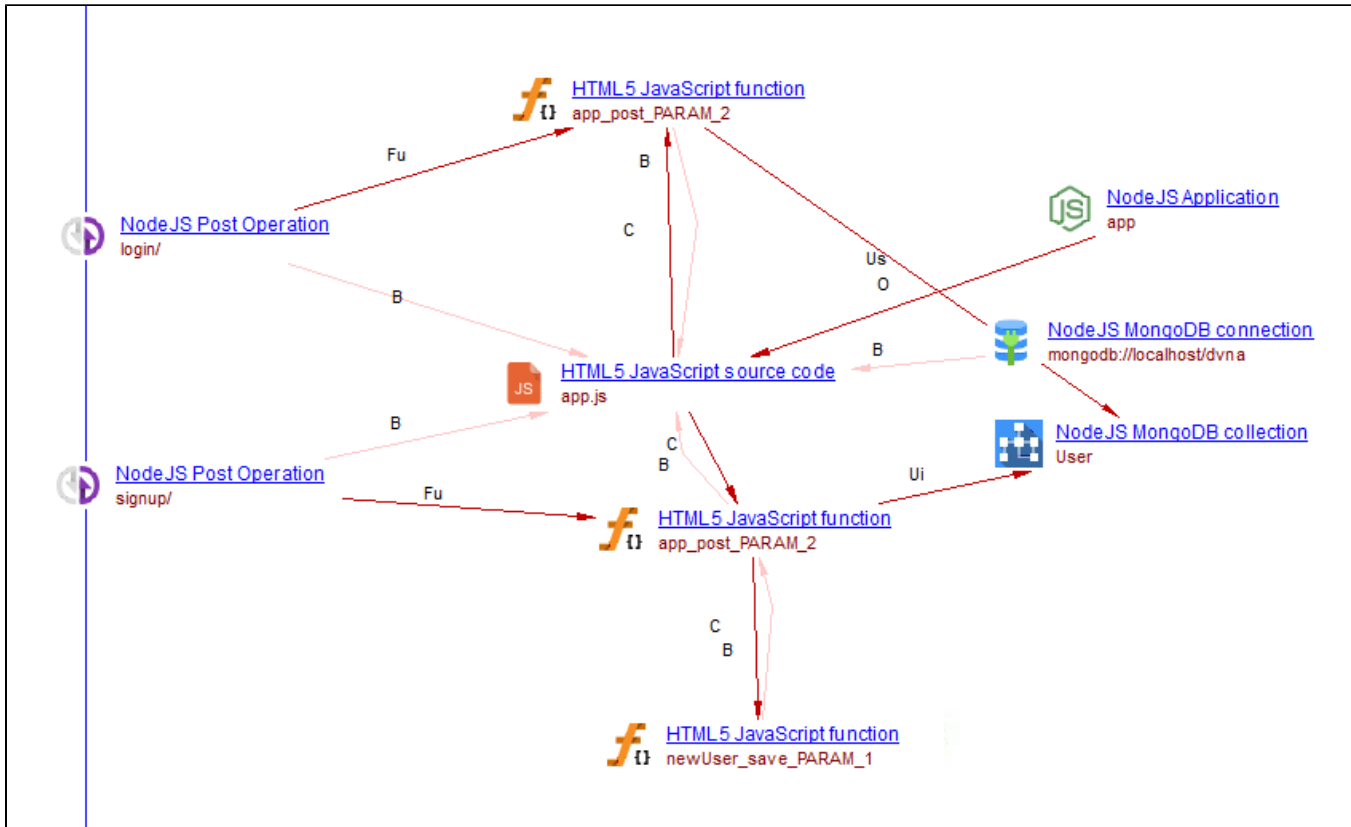 HTML5 JavaScript function
{}
app_post_PARAM_2
Fu
B
NodeJS Application
JS
app
NodeJS Post Operation
login/
C
Us
O
B
NodeJS MongoDB connection
mongodb://localhost/dvna
B
HTML5 JavaScript source code
JS
app.js
B
NodeJS MongoDB collection
User
C
B
NodeJS Post Operation
signup/
Ui
Fu
HTML5 JavaScript function
{}
app_post_PARAM_2
C
B
HTML5 JavaScript function
{}
newUser_save_PARAM_1